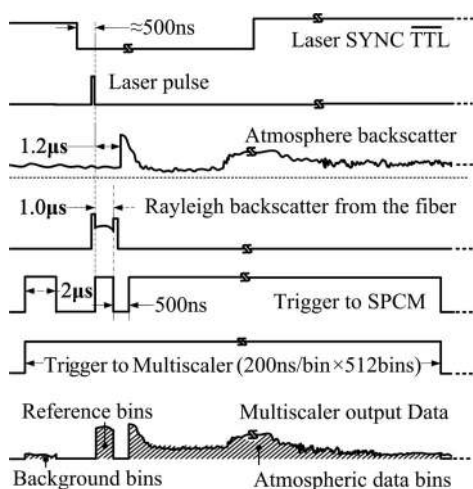 ≈500ns
Laser SYNC TTL
Laser pulse
1.2μs
Atmosphere backscatter
1.0μs
Rayleigh backscatter from the fiber
2μs
500ns
Trigger to SPCM
Trigger to Multiscaler (200ns/bin×512bins)
Reference bins
Multiscaler output Data
Background bins
Atmospheric data bins